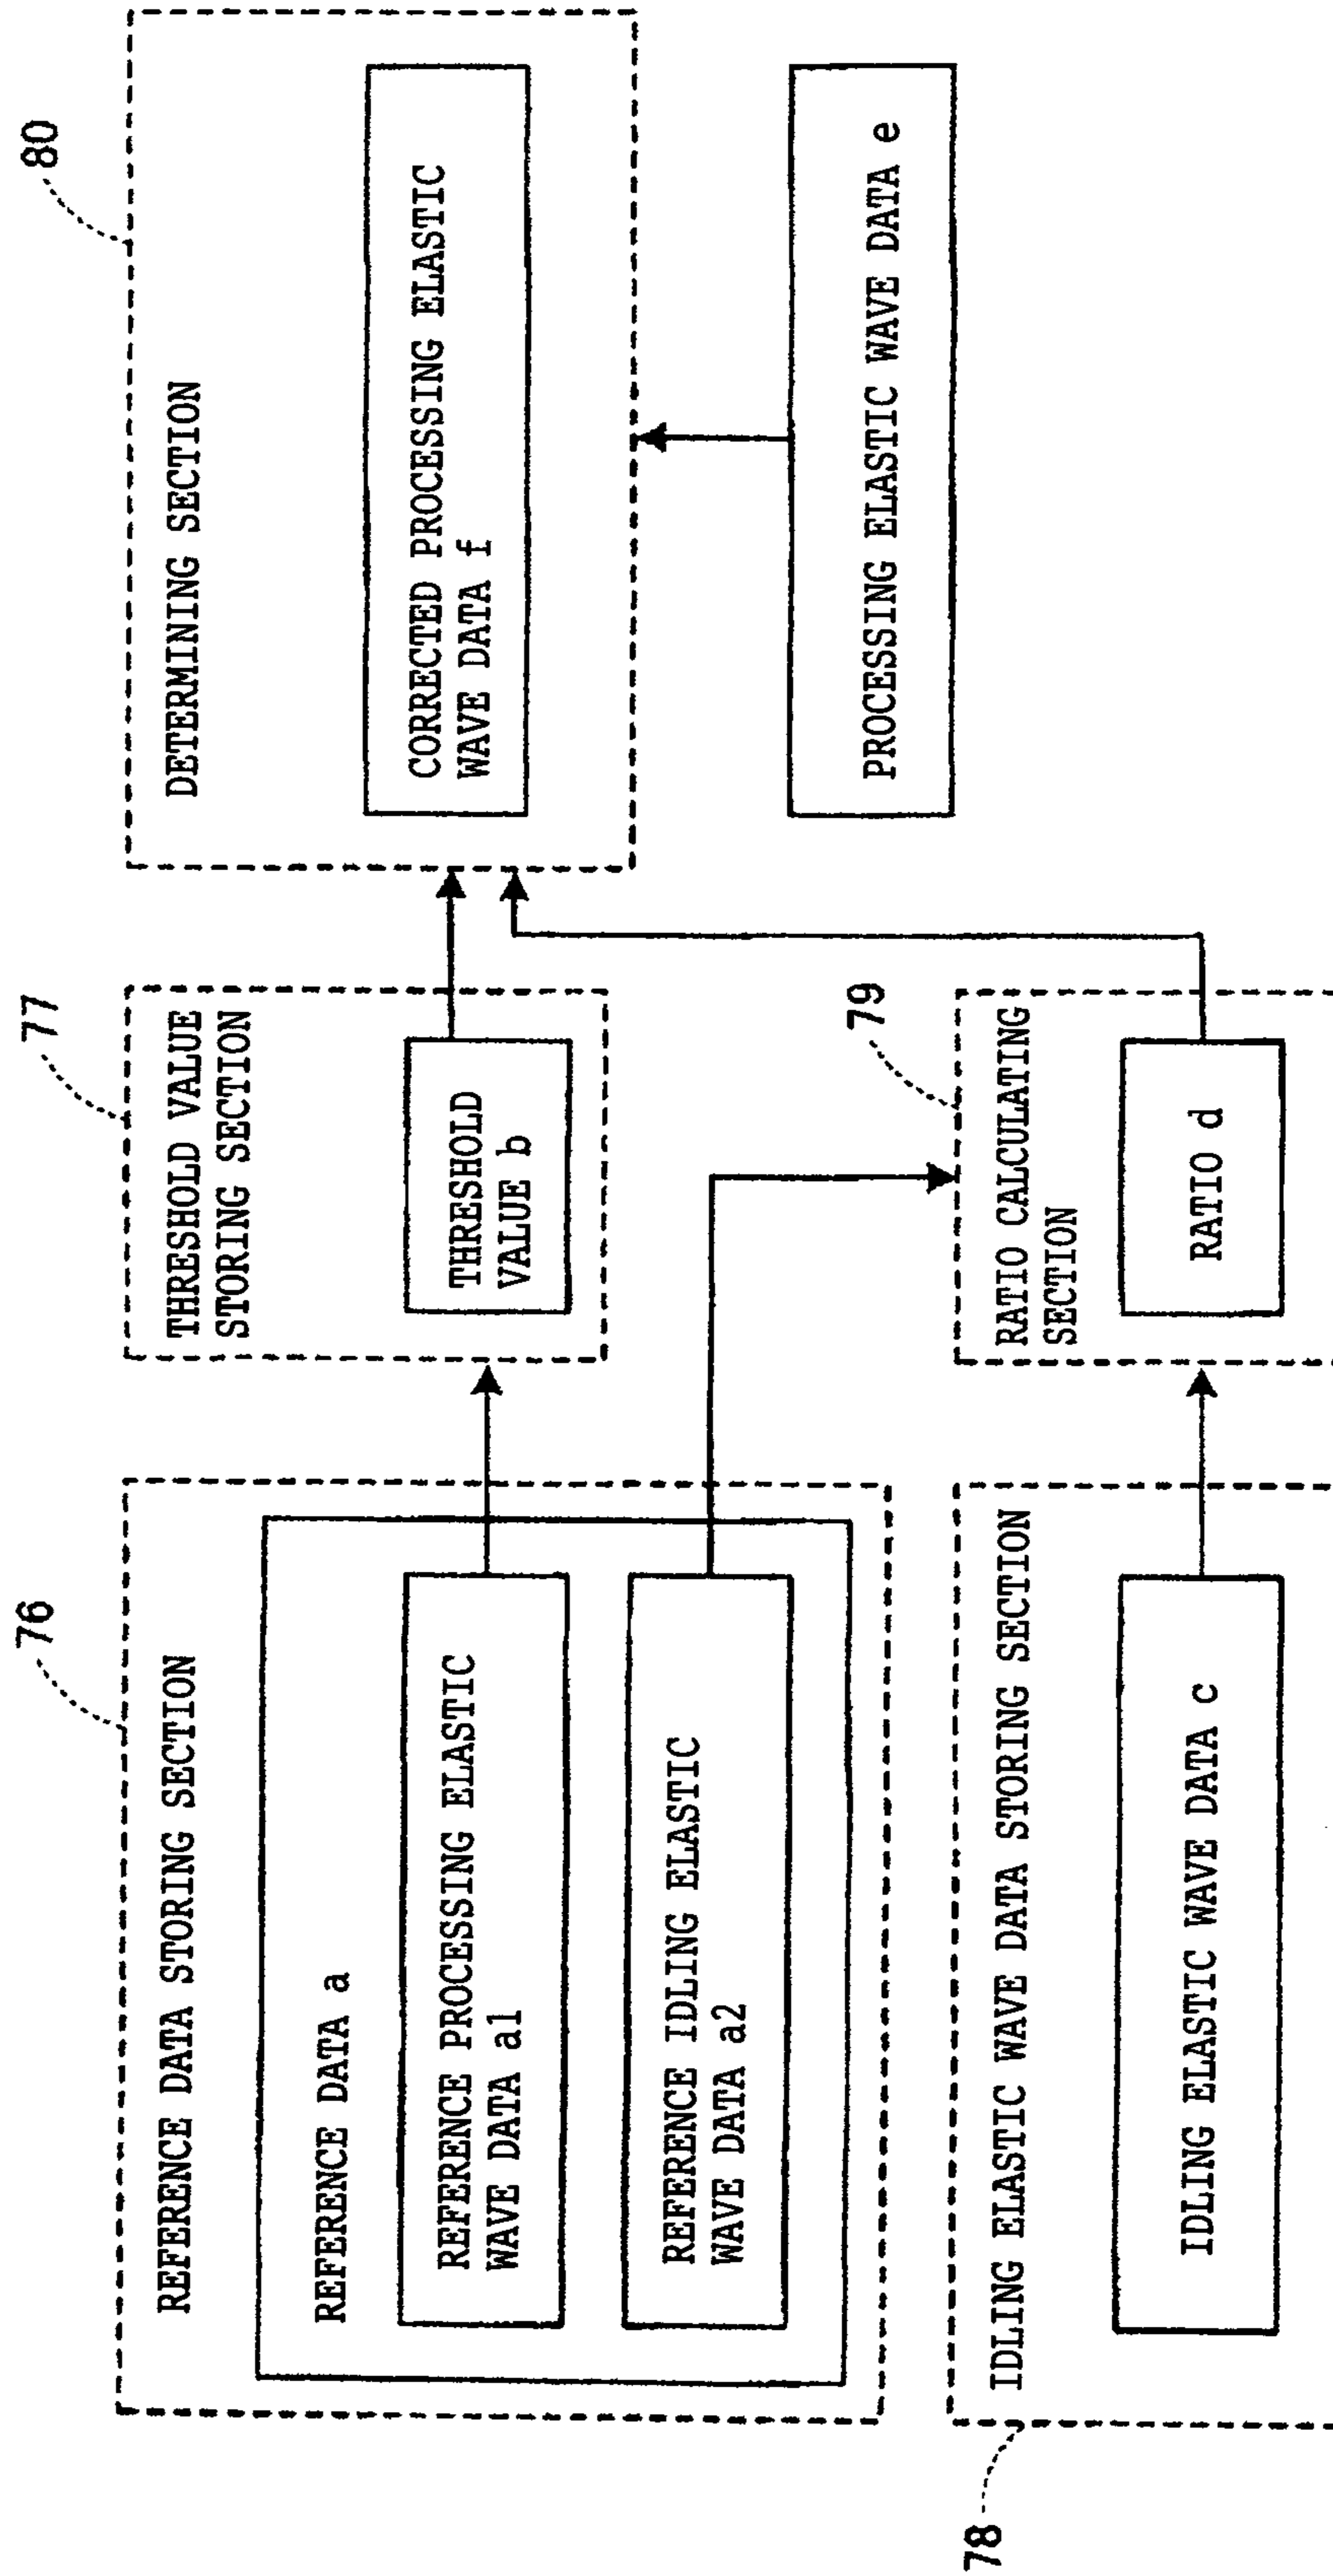 76
REFERENCE DATA STORING SECTION
REFERENCE DATA a
REFERENCE PROCESSING ELASTIC
WAVE DATA a1
REFERENCE IDLING ELASTIC
WAVE DATA a2
77
THRESHOLD VALUE
STORING SECTION
THRESHOLD
VALUE b
80
DETERMINING SECTION
CORRECTED PROCESSING ELASTIC
WAVE DATA f
78
IDLING ELASTIC WAVE DATA STORING SECTION
IDLING ELASTIC WAVE DATA c
79
RATIO CALCULATING
SECTION
RATIO d
PROCESSING ELASTIC WAVE DATA e